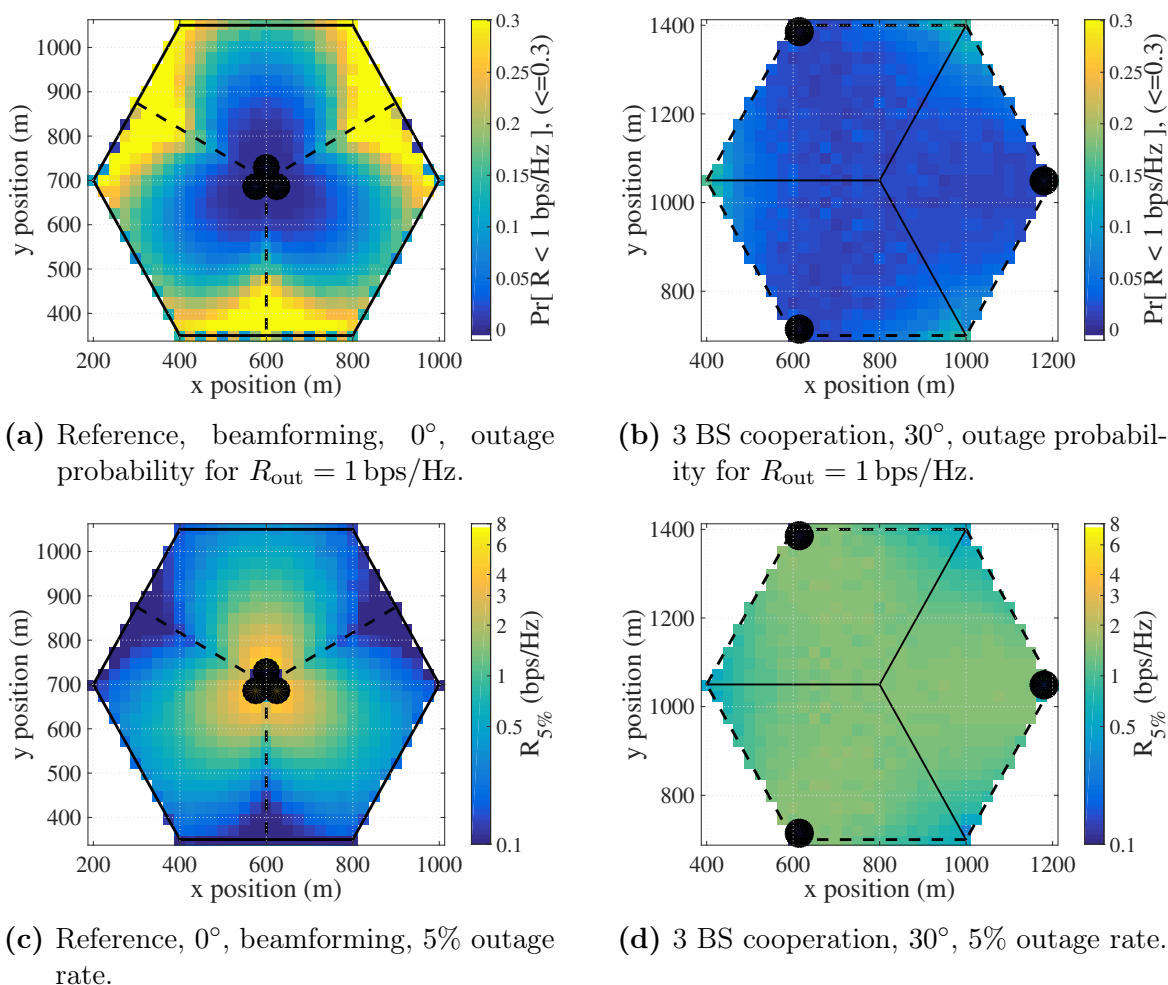 1000
900
800
700
600
500
400
200 400 600 800 1000
x position (m)
y position (m)
0.3
0.25
0.2
0.15
0.1
0.05
0
Pr[ R < 1 bps/Hz ], (<=0.3)
1400
1200
1000
800
400 600 800 1000 1200
x position (m)
y position (m)
0.3
0.25
0.2
0.15
0.1
0.05
0
Pr[ R < 1 bps/Hz ], (<=0.3)
(a) Reference, beamforming, 0°, outage
probability for R_out = 1 bps/Hz.
(b) 3 BS cooperation, 30°, outage probabil-
ity for R_out = 1 bps/Hz.
1000
900
800
700
600
500
400
200 400 600 800 1000
x position (m)
y position (m)
8
6
4
3
2
1
0.5
0.1
R_5% (bps/Hz)
1400
1200
1000
800
400 600 800 1000 1200
x position (m)
y position (m)
8
6
4
3
2
1
0.5
0.1
R_5% (bps/Hz)
(c) Reference, 0°, beamforming, 5% outage
rate.
(d) 3 BS cooperation, 30°, 5% outage rate.